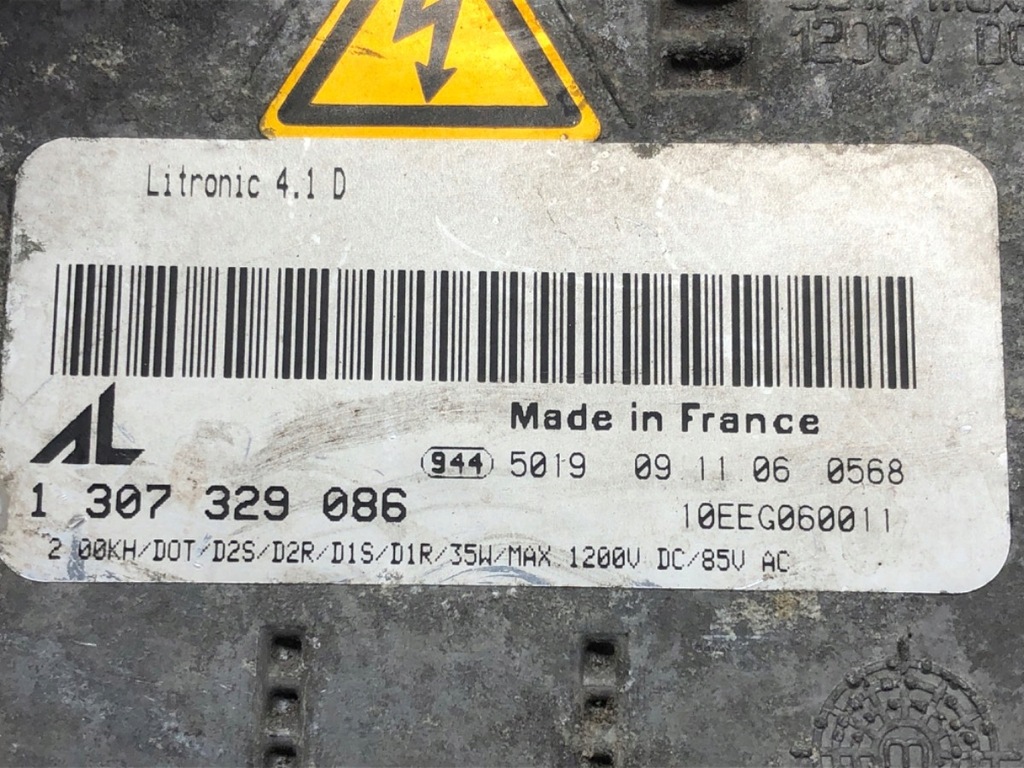 1200V DC
Litronic 4.1 D
AL
Made in France
944 5019 09 11 06 0568
1 307 329 086
10EEG060011
2 00KH/DOT/D2S/D2R/D1S/D1R/35W/MAX 1200V DC/85V AC
m